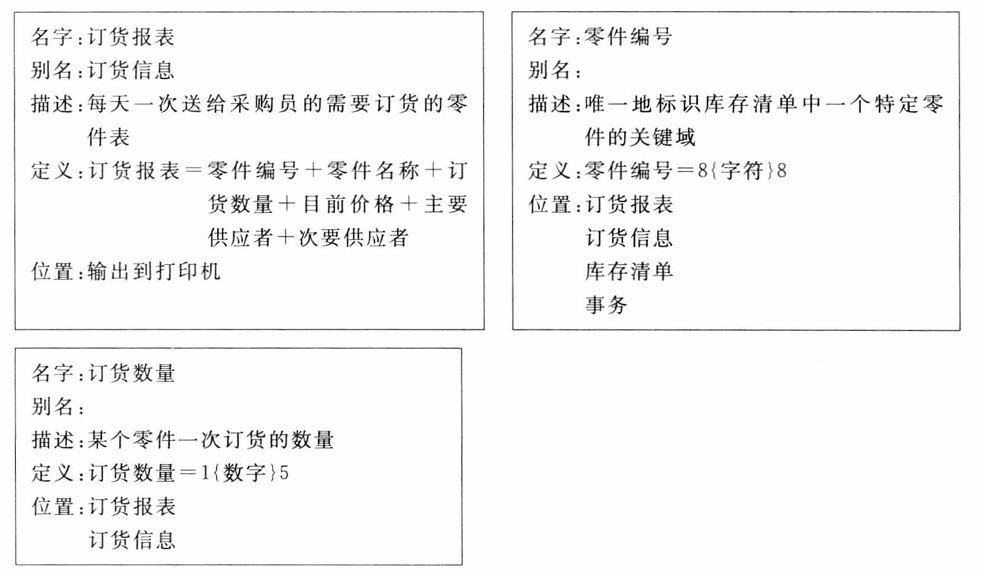 名字:订货报表
别名:订货信息
描述:每天一次送给采购员的需要订货的零
件表
定义:订货报表=零件编号+零件名称+订
货数量+目前价格+主要
供应者+次要供应者
位置:输出到打印机
名字:零件编号
别名:
描述:唯一地标识库存清单中一个特定零
件的关键域
定义:零件编号=8{字符}8
位置:订货报表
订货信息
库存清单
事务
名字:订货数量
别名:
描述:某个零件一次订货的数量
定义:订货数量=1{数字}5
位置:订货报表
订货信息